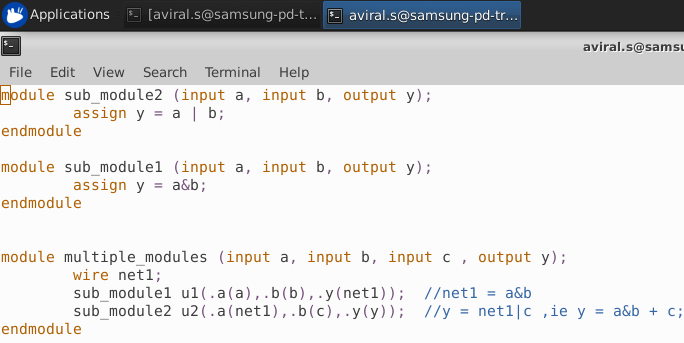 Applications [aviral.s@samsung-pd-t... aviral.s@samsung-pd-tr...
aviral.s@samsu
File Edit View Search Terminal Help
module sub_module2 (input a, input b, output y);
        assign y = a | b;
endmodule

module sub_module1 (input a, input b, output y);
        assign y = a&b;
endmodule


module multiple_modules (input a, input b, input c , output y);
        wire net1;
        sub_module1 u1(.a(a),.b(b),.y(net1));  //net1 = a&b
        sub_module2 u2(.a(net1),.b(c),.y(y));  //y = net1|c ,ie y = a&b + c;
endmodule